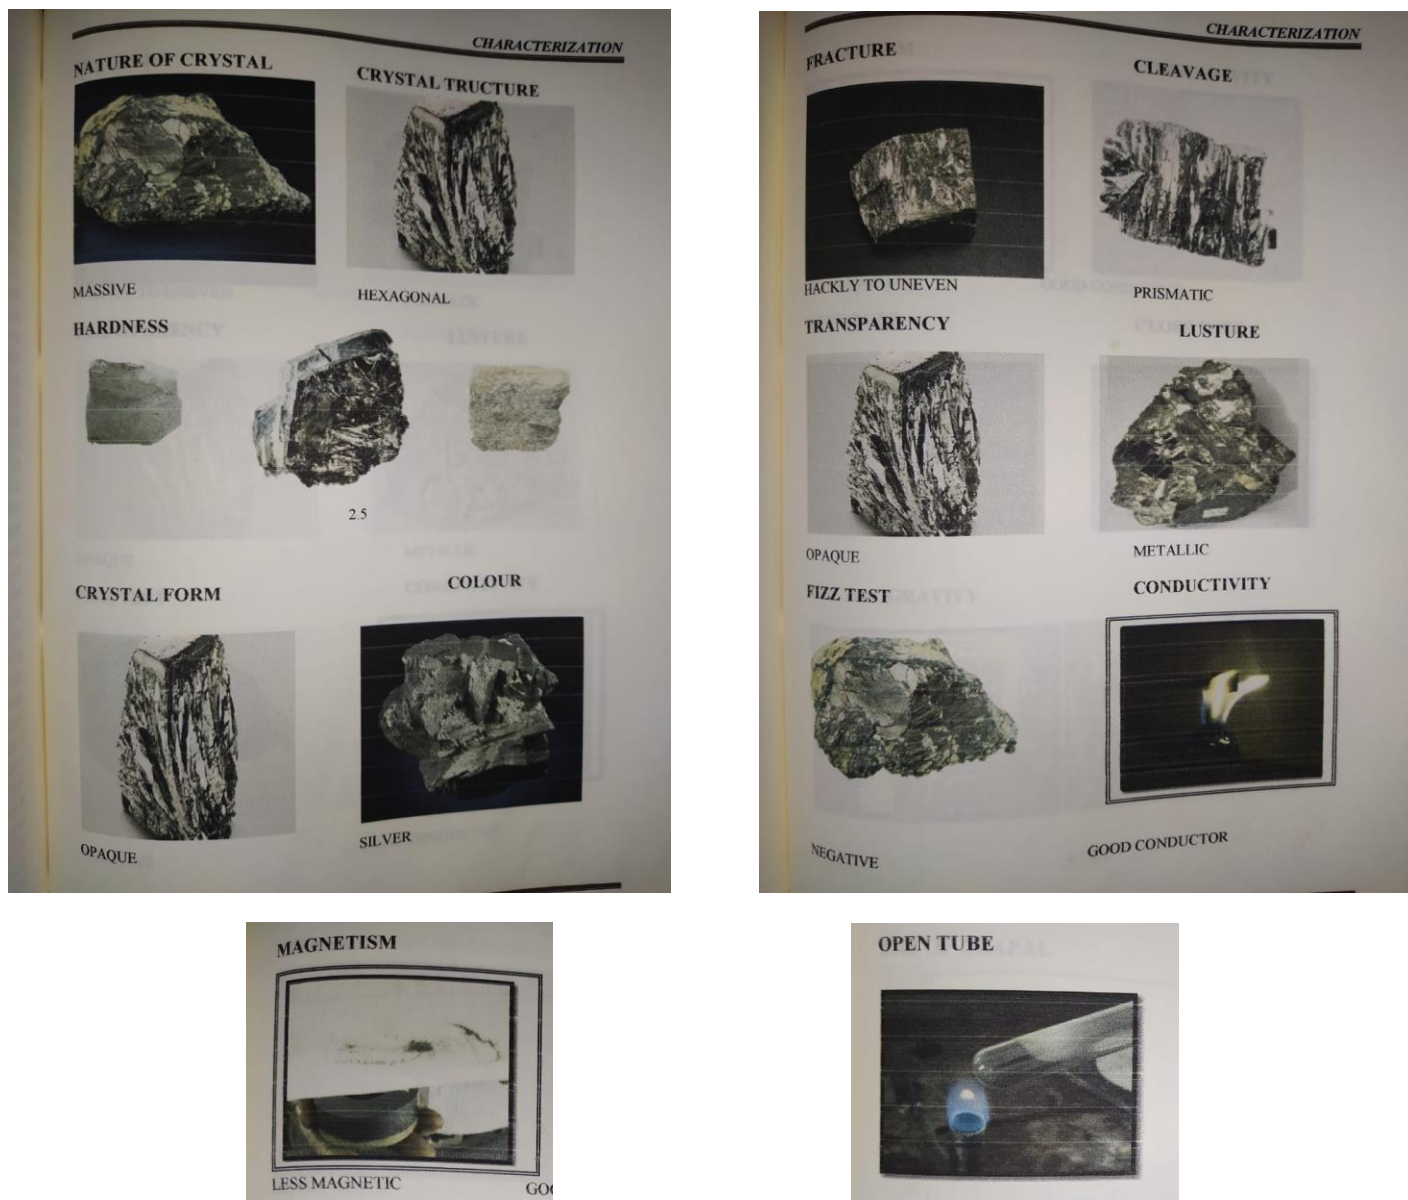 CHARACTERIZATION
NATURE OF CRYSTAL
CRYSTAL TRUCTURE
MASSIVE
HEXAGONAL
HARDNESS
2.5
CRYSTAL FORM
COLOUR
OPAQUE
SILVER
CHARACTERIZATION
FRACTURE
CLEAVAGE
HACKLY TO UNEVEN
PRISMATIC
TRANSPARENCY
LUSTURE
OPAQUE
METALLIC
FIZZ TEST
CONDUCTIVITY
NEGATIVE
GOOD CONDUCTOR
MAGNETISM
LESS MAGNETIC
OPEN TUBE